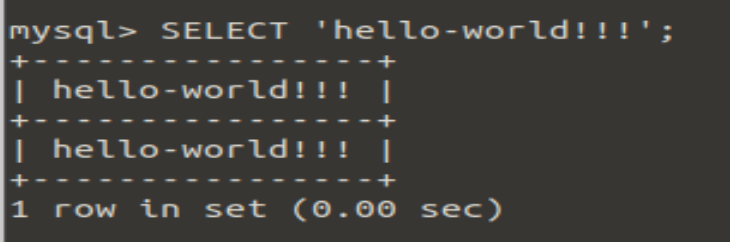 mysql> SELECT 'hello-world!!!';
+----------------+
| hello-world!!! |
+----------------+
| hello-world!!! |
+----------------+
1 row in set (0.00 sec)